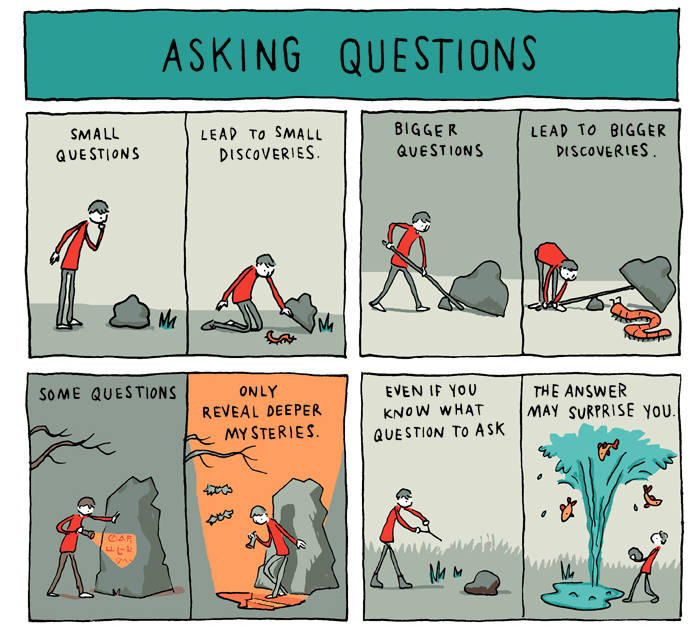 ASKING QUESTIONS
SMALL
QUESTIONS
LEAD TO SMALL
DISCOVERIES.
BIGGER
QUESTIONS
LEAD TO BIGGER
DISCOVERIES.
SOME QUESTIONS
ONLY
REVEAL DEEPER
MYSTERIES.
EVEN IF YOU
KNOW WHAT
QUESTION TO ASK
THE ANSWER
MAY SURPRISE YOU.